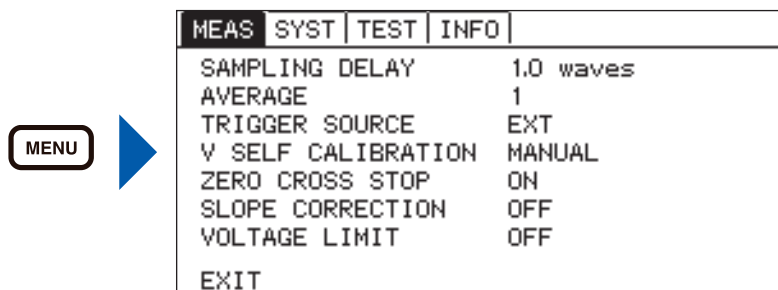 MENU
MEAS SYST TEST INFO
SAMPLING DELAY 1.0 waves
AVERAGE 1
TRIGGER SOURCE EXT
V SELF CALIBRATION MANUAL
ZERO CROSS STOP ON
SLOPE CORRECTION OFF
VOLTAGE LIMIT OFF
EXIT